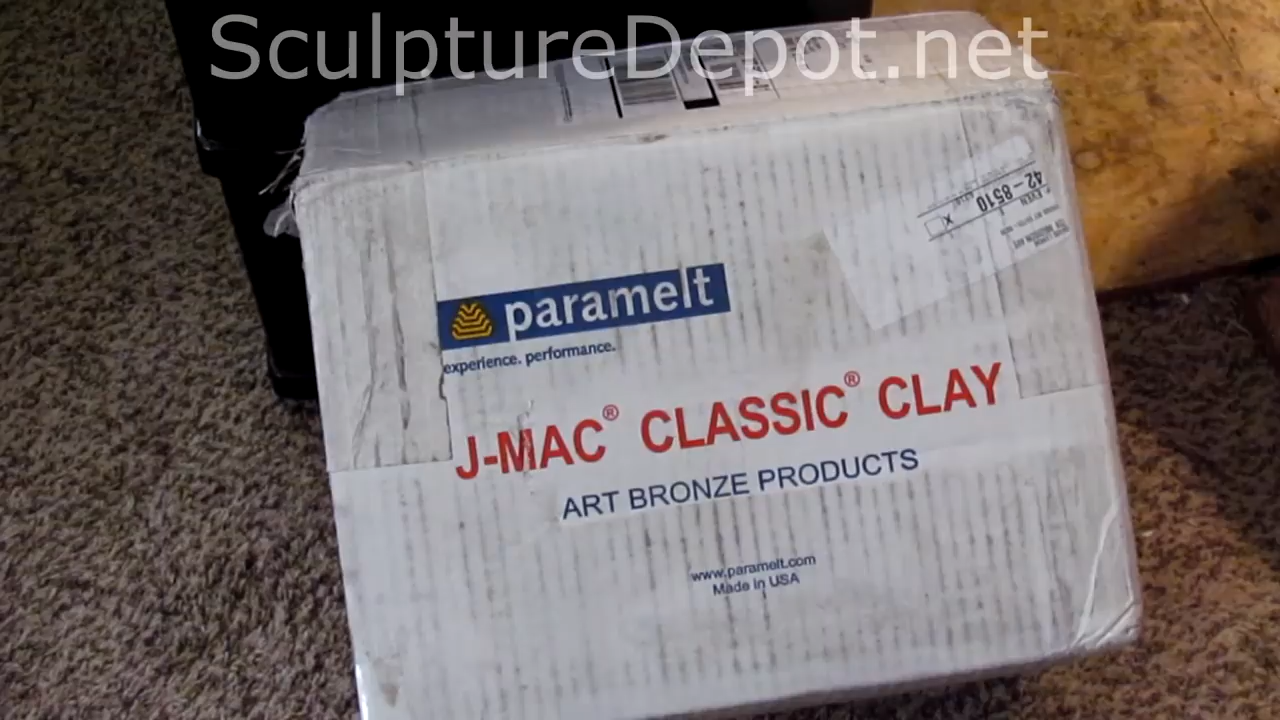 SculptureDepot.net
42-8510
X
paramelt
experience. performance.
J-MAC® CLASSIC® CLAY
ART BRONZE PRODUCTS
www.paramelt.com
Made in USA